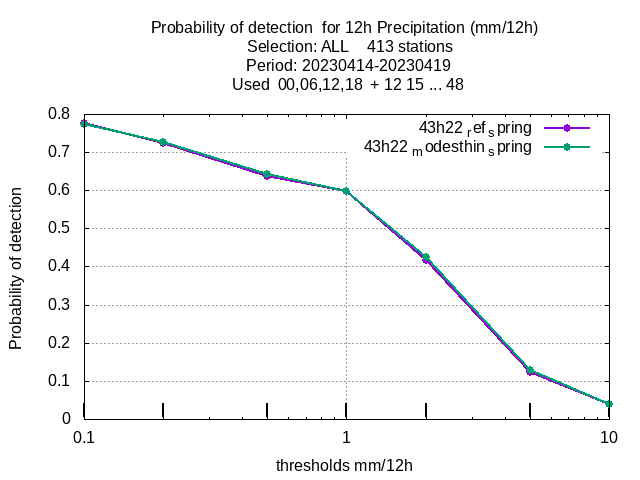 Probability of detection  for 12h Precipitation (mm/12h)
Selection: ALL    413 stations
Period: 20230414-20230419
Used  00,06,12,18  + 12 15 ... 48
43h22 ref spring
43h22 modesthin spring
Probability of detection
0.8
0.7
0.6
0.5
0.4
0.3
0.2
0.1
0
0.1 1 10
thresholds mm/12h